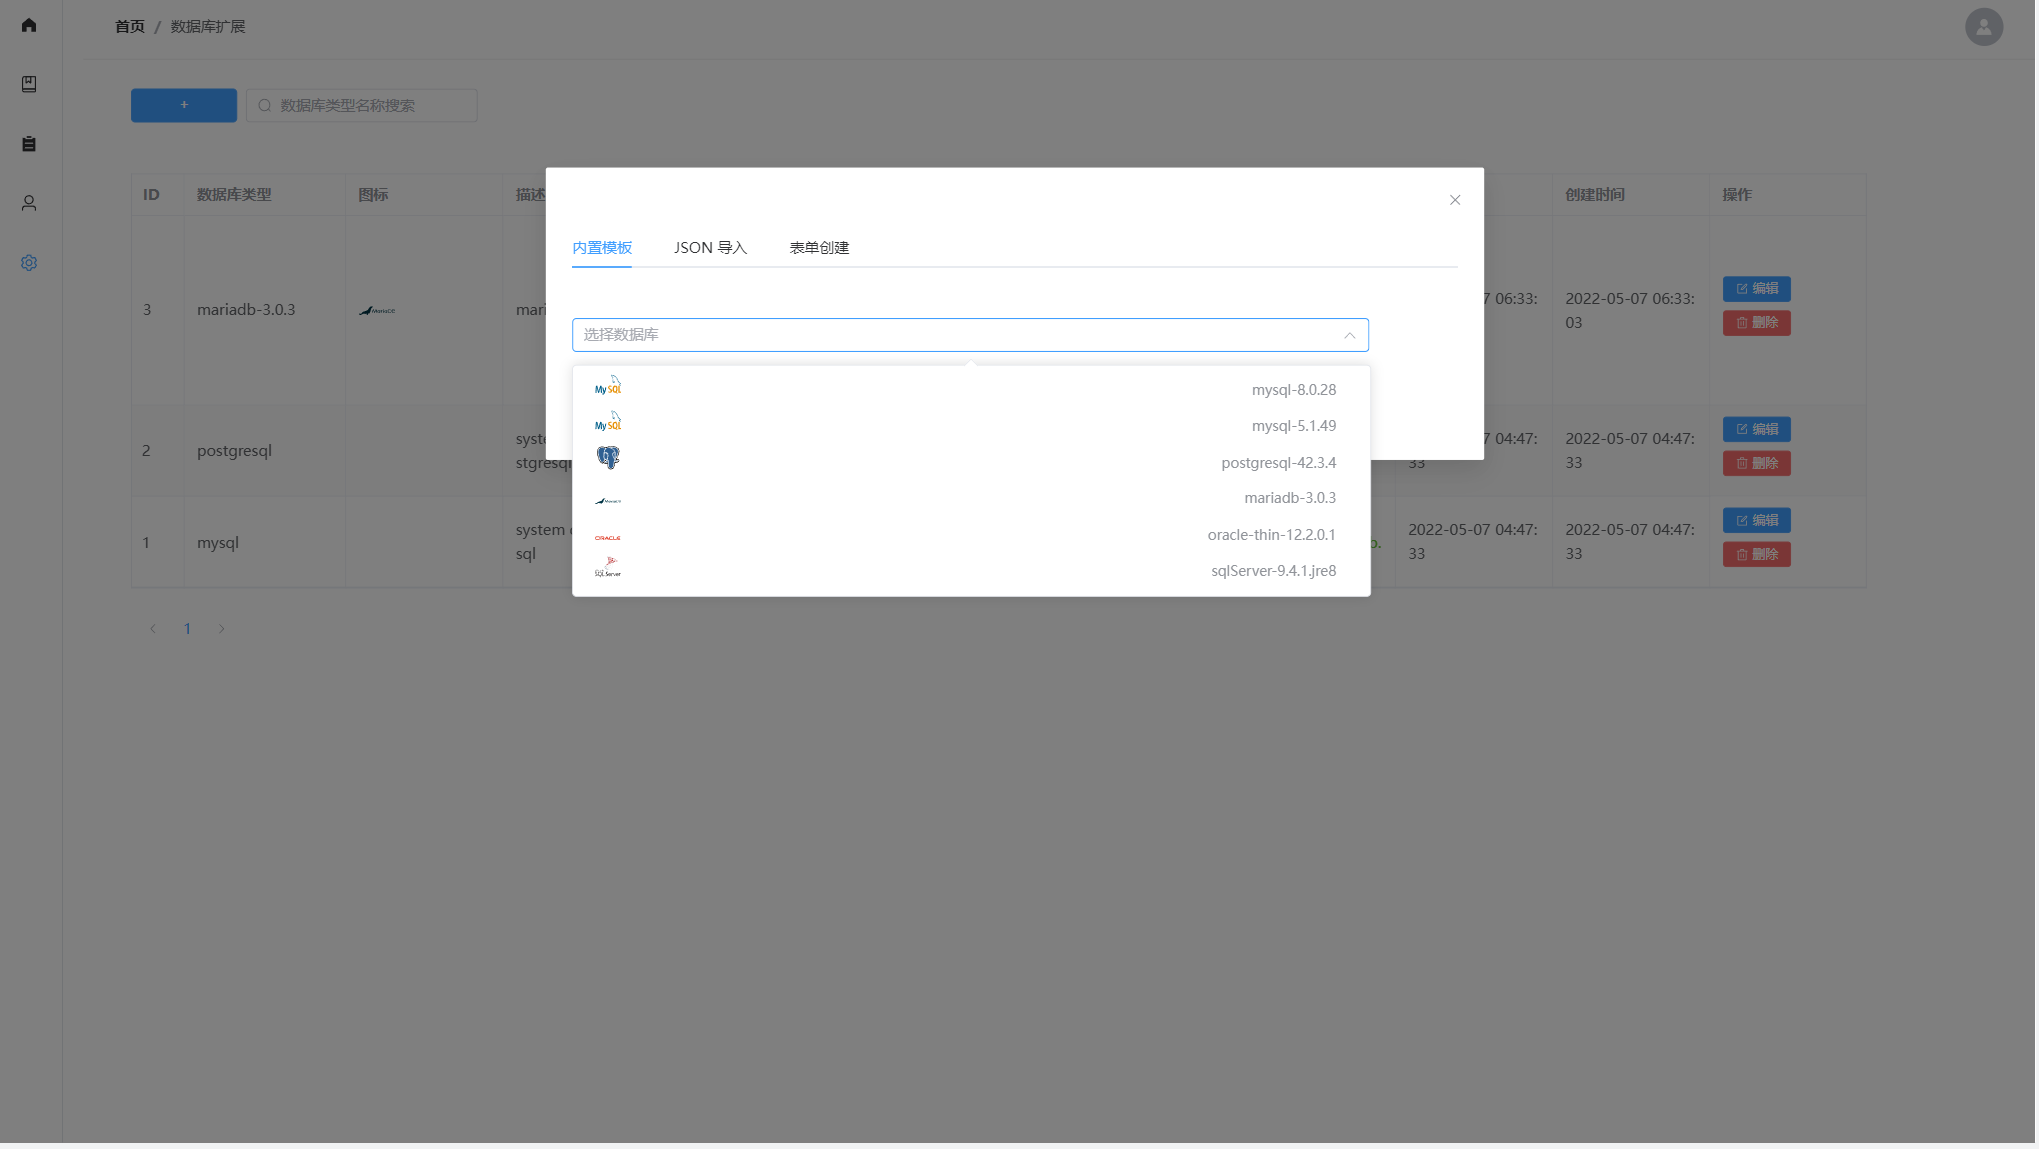 首页 / 数据库扩展
+
数据库类型名称搜索
ID 数据库类型 图标 描述 创建时间 操作
内置模板 JSON 导入 表单创建
选择数据库
MySQL mysql-8.0.28
MySQL mysql-5.1.49
postgresql-42.3.4
mariadb-3.0.3
ORACLE oracle-thin-12.2.0.1
SQL Server sqlServer-9.4.1.jre8
3 mariadb-3.0.3 MariaDB mari 7 06:33: 2022-05-07 06:33:
03
编辑
删除
2 postgresql syst 7 04:47: 2022-05-07 04:47:
stgresql 33 33
编辑
删除
1 mysql system b. 2022-05-07 04:47: 2022-05-07 04:47:
sql 33 33
编辑
删除
1